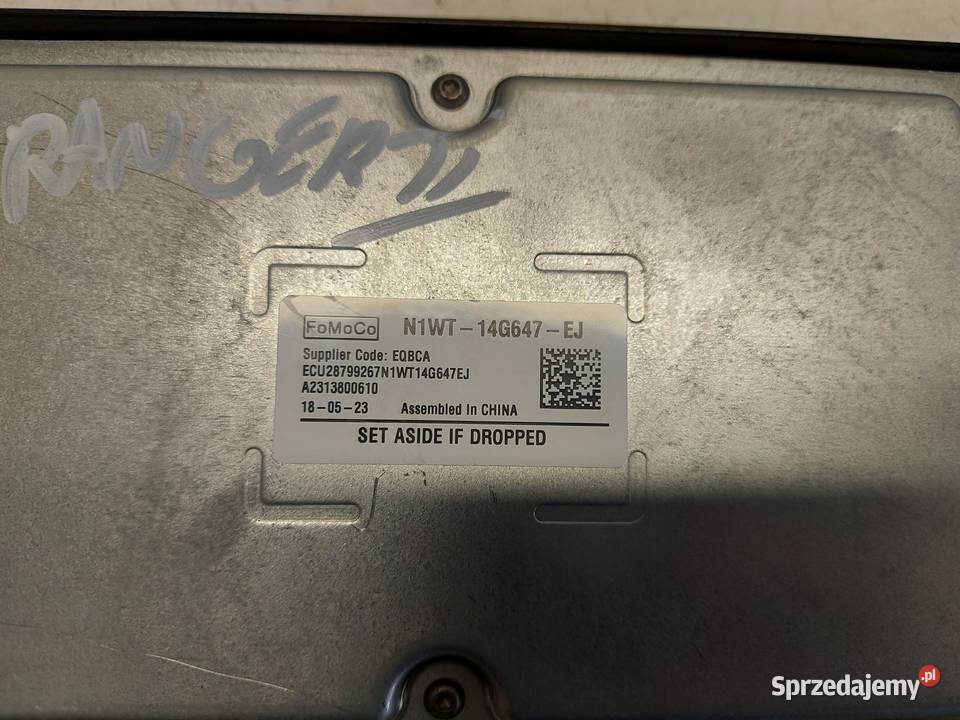 RANGER 71
FoMoCo N1WT-14G647-EJ
Supplier Code: EQBCA
ECU28799267N1WT14G647EJ
A2313800610
18-05-23 Assembled In CHINA
SET ASIDE IF DROPPED
Sprzedajemy.pl